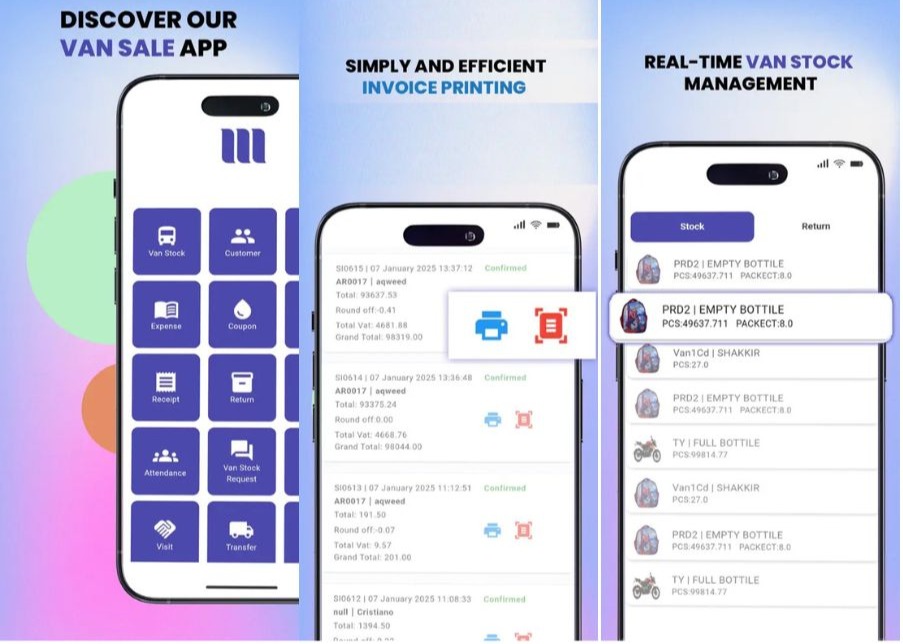 DISCOVER OUR
VAN SALE APP
Van Stock
Customer
Expense
Coupon
Receipt
Return
Attendance
Van Stock
Request
Visit
Transfer
SIMPLY AND EFFICIENT
INVOICE PRINTING
SI0615 | 07 January 2025 13:37:12 Confirmed
AR0017 | aqweed
Total: 93637.53
Round off:-0.41
Total Vat: 4681.88
Grand Total: 98319.00
SI0614 | 07 January 2025 13:36:48 Confirmed
AR0017 | aqweed
Total: 93375.24
Round off:0.00
Total Vat: 4668.76
Grand Total: 98044.00
SI0613 | 07 January 2025 11:12:51 Confirmed
AR0017 | aqweed
Total: 191.50
Round off:-0.07
Total Vat: 9.57
Grand Total: 201.00
SI0612 | 07 January 2025 11:08:33 Confirmed
null | Cristiano
Total: 1394.50
REAL-TIME VAN STOCK
MANAGEMENT
Stock Return
PRD2 | EMPTY BOTTILE
PCS:49637.711 PACKECT:8.0
PRD2 | EMPTY BOTTILE
PCS:49637.711 PACKECT:8.0
Van1Cd | SHAKKIR
PCS:27.0
PRD2 | EMPTY BOTTILE
PCS:49637.711 PACKECT:8.0
TY | FULL BOTTILE
PCS:99814.77
Van1Cd | SHAKKIR
PCS:27.0
PRD2 | EMPTY BOTTILE
PCS:49637.711 PACKECT:8.0
TY | FULL BOTTILE
PCS:99814.77